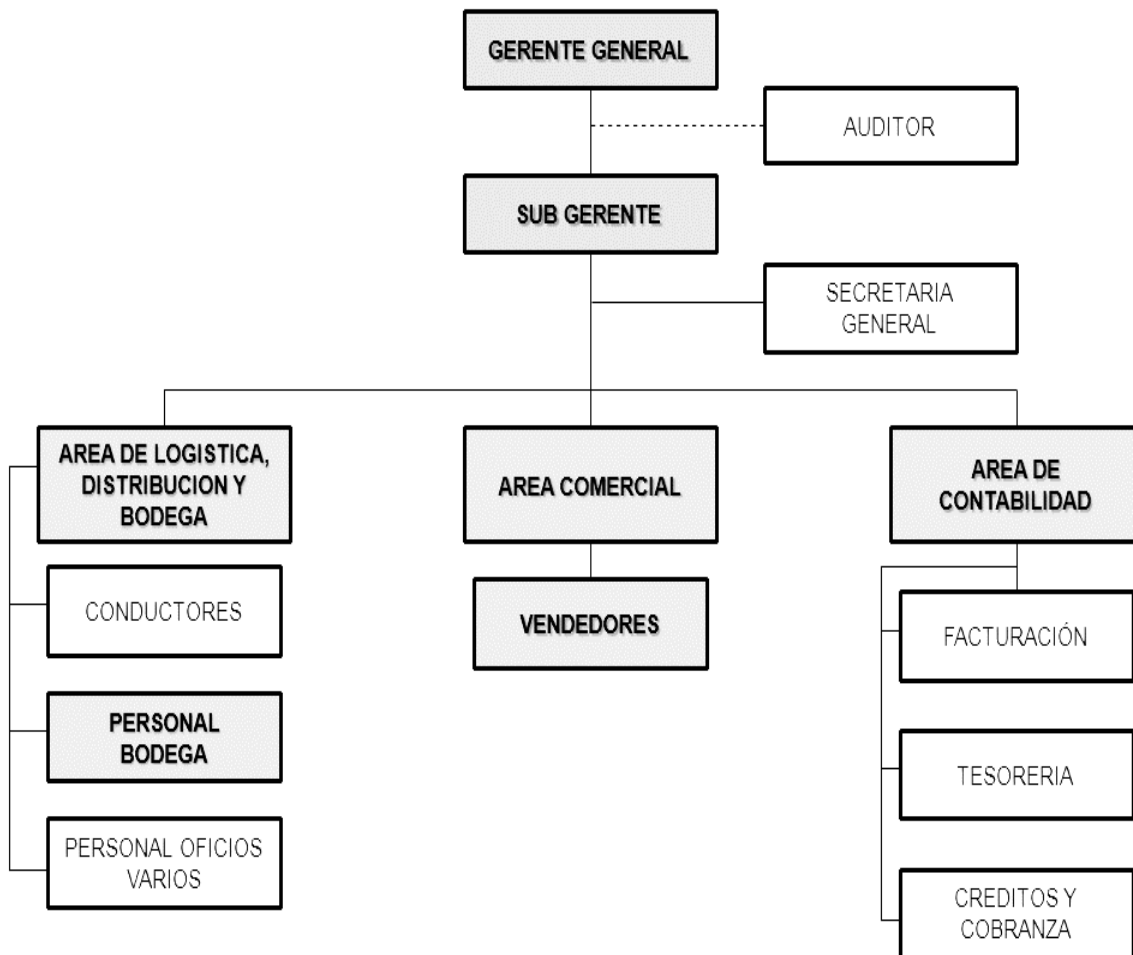 GERENTE GENERAL
AUDITOR
SUB GERENTE
SECRETARIA
GENERAL
AREA DE LOGISTICA,
DISTRIBUCION Y
BODEGA
AREA COMERCIAL
AREA DE
CONTABILIDAD
CONDUCTORES
VENDEDORES
FACTURACIÓN
PERSONAL
BODEGA
TESORERIA
PERSONAL OFICIOS
VARIOS
CREDITOS Y
COBRANZA